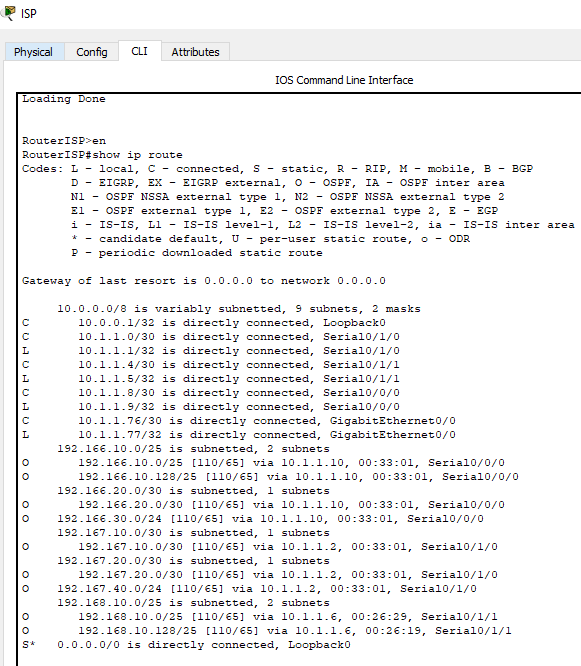 ISP
Physical Config CLI Attributes
IOS Command Line Interface
Loading Done
RouterISP>en
RouterISP#show ip route
Codes: L - local, C - connected, S - static, R - RIP, M - mobile, B - BGP
D - EIGRP, EX - EIGRP external, O - OSPF, IA - OSPF inter area
N1 - OSPF NSSA external type 1, N2 - OSPF NSSA external type 2
E1 - OSPF external type 1, E2 - OSPF external type 2, E - EGP
i - IS-IS, L1 - IS-IS level-1, L2 - IS-IS level-2, ia - IS-IS inter area
* - candidate default, U - per-user static route, o - ODR
P - periodic downloaded static route
Gateway of last resort is 0.0.0.0 to network 0.0.0.0
10.0.0.0/8 is variably subnetted, 9 subnets, 2 masks
C 10.0.0.1/32 is directly connected, Loopback0
C 10.1.1.0/30 is directly connected, Serial0/1/0
L 10.1.1.1/32 is directly connected, Serial0/1/0
C 10.1.1.4/30 is directly connected, Serial0/1/1
L 10.1.1.5/32 is directly connected, Serial0/1/1
C 10.1.1.8/30 is directly connected, Serial0/0/0
L 10.1.1.9/32 is directly connected, Serial0/0/0
C 10.1.1.76/30 is directly connected, GigabitEthernet0/0
L 10.1.1.77/32 is directly connected, GigabitEthernet0/0
192.166.10.0/25 is subnetted, 2 subnets
O 192.166.10.0/25 [110/65] via 10.1.1.10, 00:33:01, Serial0/0/0
O 192.166.10.128/25 [110/65] via 10.1.1.10, 00:33:01, Serial0/0/0
192.166.20.0/30 is subnetted, 1 subnets
O 192.166.20.0/30 [110/65] via 10.1.1.10, 00:33:01, Serial0/0/0
O 192.166.30.0/24 [110/65] via 10.1.1.10, 00:33:01, Serial0/0/0
192.167.10.0/30 is subnetted, 1 subnets
O 192.167.10.0/30 [110/65] via 10.1.1.2, 00:33:01, Serial0/1/0
192.167.20.0/30 is subnetted, 1 subnets
O 192.167.20.0/30 [110/65] via 10.1.1.2, 00:33:01, Serial0/1/0
O 192.167.40.0/24 [110/65] via 10.1.1.2, 00:33:01, Serial0/1/0
192.168.10.0/25 is subnetted, 2 subnets
O 192.168.10.0/25 [110/65] via 10.1.1.6, 00:26:29, Serial0/1/1
O 192.168.10.128/25 [110/65] via 10.1.1.6, 00:26:19, Serial0/1/1
S* 0.0.0.0/0 is directly connected, Loopback0